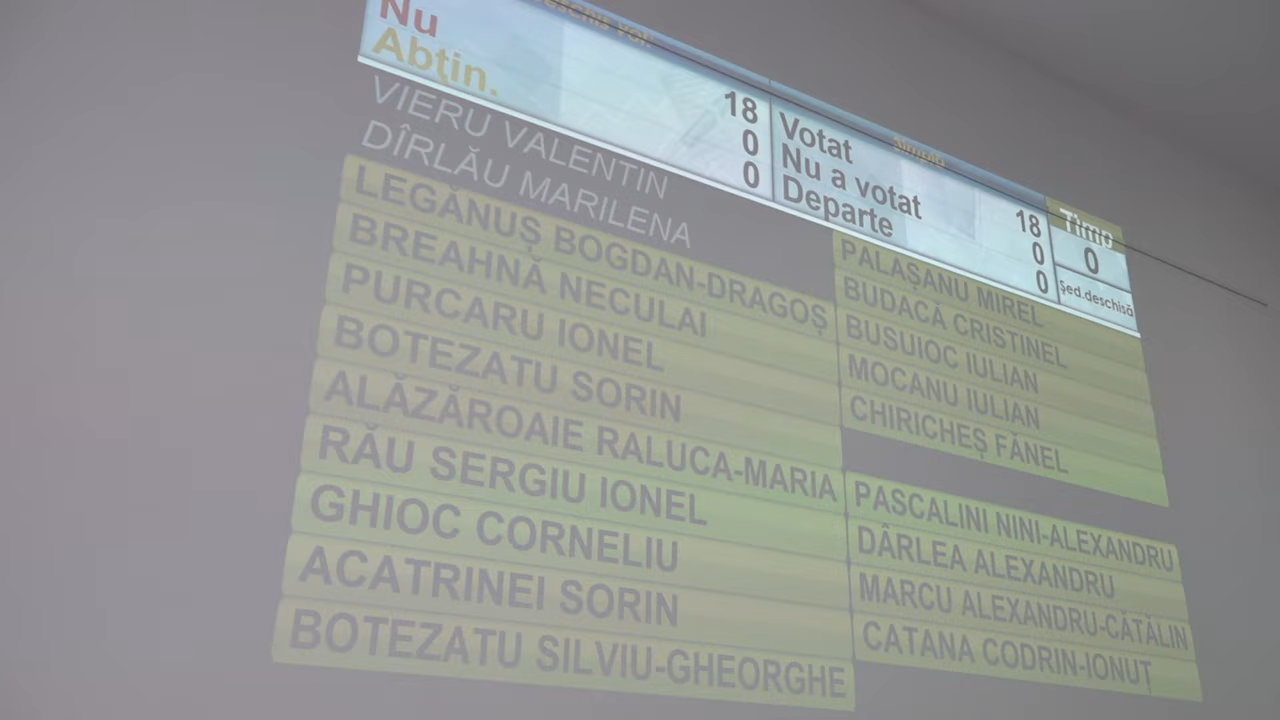 Nu
Abțin.
18
0
0
Votat
Nu a votat
Departe
18
0
0
Timp
0
Șed.deschisă
VIERU VALENTIN
DÎRLĂU MARILENA
LEGĂNUȘ BOGDAN-DRAGOȘ
BREAHNĂ NECULAI
PURCARU IONEL
BOTEZATU SORIN
ALĂZĂROAIE RALUCA-MARIA
RĂU SERGIU IONEL
GHIOC CORNELIU
ACATRINEI SORIN
BOTEZATU SILVIU-GHEORGHE
PALAȘANU MIREL
BUDACĂ CRISTINEL
BUSUIOC IULIAN
MOCANU IULIAN
CHIRICHEȘ FĂNEL
PASCALINI NINI-ALEXANDRU
DÂRLEA ALEXANDRU
MARCU ALEXANDRU-CĂTĂLIN
CATANA CODRIN-IONUȚ